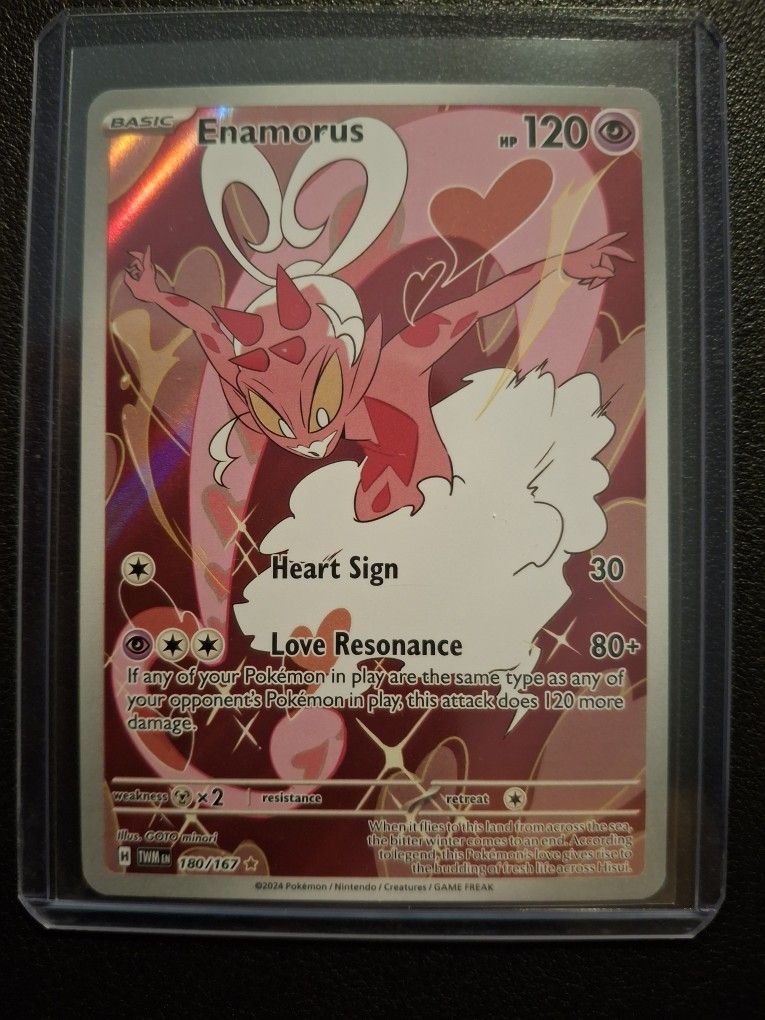 BASIC Enamorus HP 120
Heart Sign 30
Love Resonance 80+
If any of your Pokémon in play are the same type as any of
your opponent's Pokémon in play, this attack does 120 more
damage.
weakness ×2 resistance retreat
Illus. GOTO minori
When it flies to this land from across the sea,
the bitter winter comes to an end. According
to legend, this Pokémon's love gives rise to
the budding of fresh life across Hisui.
H TWM EN 180/167
©2024 Pokémon / Nintendo / Creatures / GAME FREAK